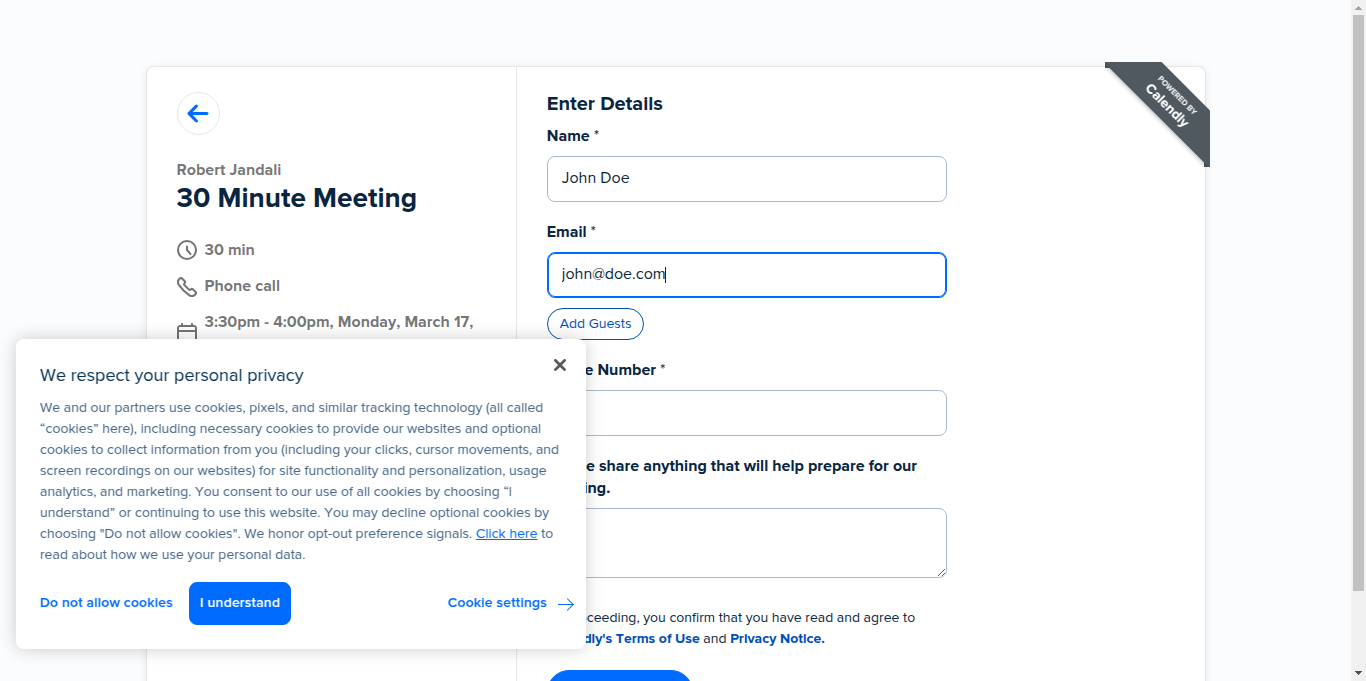 POWERED BY
Calendly
Robert Jandali
30 Minute Meeting
30 min
Phone call
3:30pm - 4:00pm, Monday, March 17,
Enter Details
Name *
John Doe
Email *
john@doe.com
Add Guests
e Number *
e share anything that will help prepare for our
ing.
ceeding, you confirm that you have read and agree to
dly's Terms of Use and Privacy Notice.
We respect your personal privacy
We and our partners use cookies, pixels, and similar tracking technology (all called
“cookies” here), including necessary cookies to provide our websites and optional
cookies to collect information from you (including your clicks, cursor movements, and
screen recordings on our websites) for site functionality and personalization, usage
analytics, and marketing. You consent to our use of all cookies by choosing “I
understand” or continuing to use this website. You may decline optional cookies by
choosing "Do not allow cookies". We honor opt-out preference signals. Click here to
read about how we use your personal data.
Do not allow cookies
I understand
Cookie settings